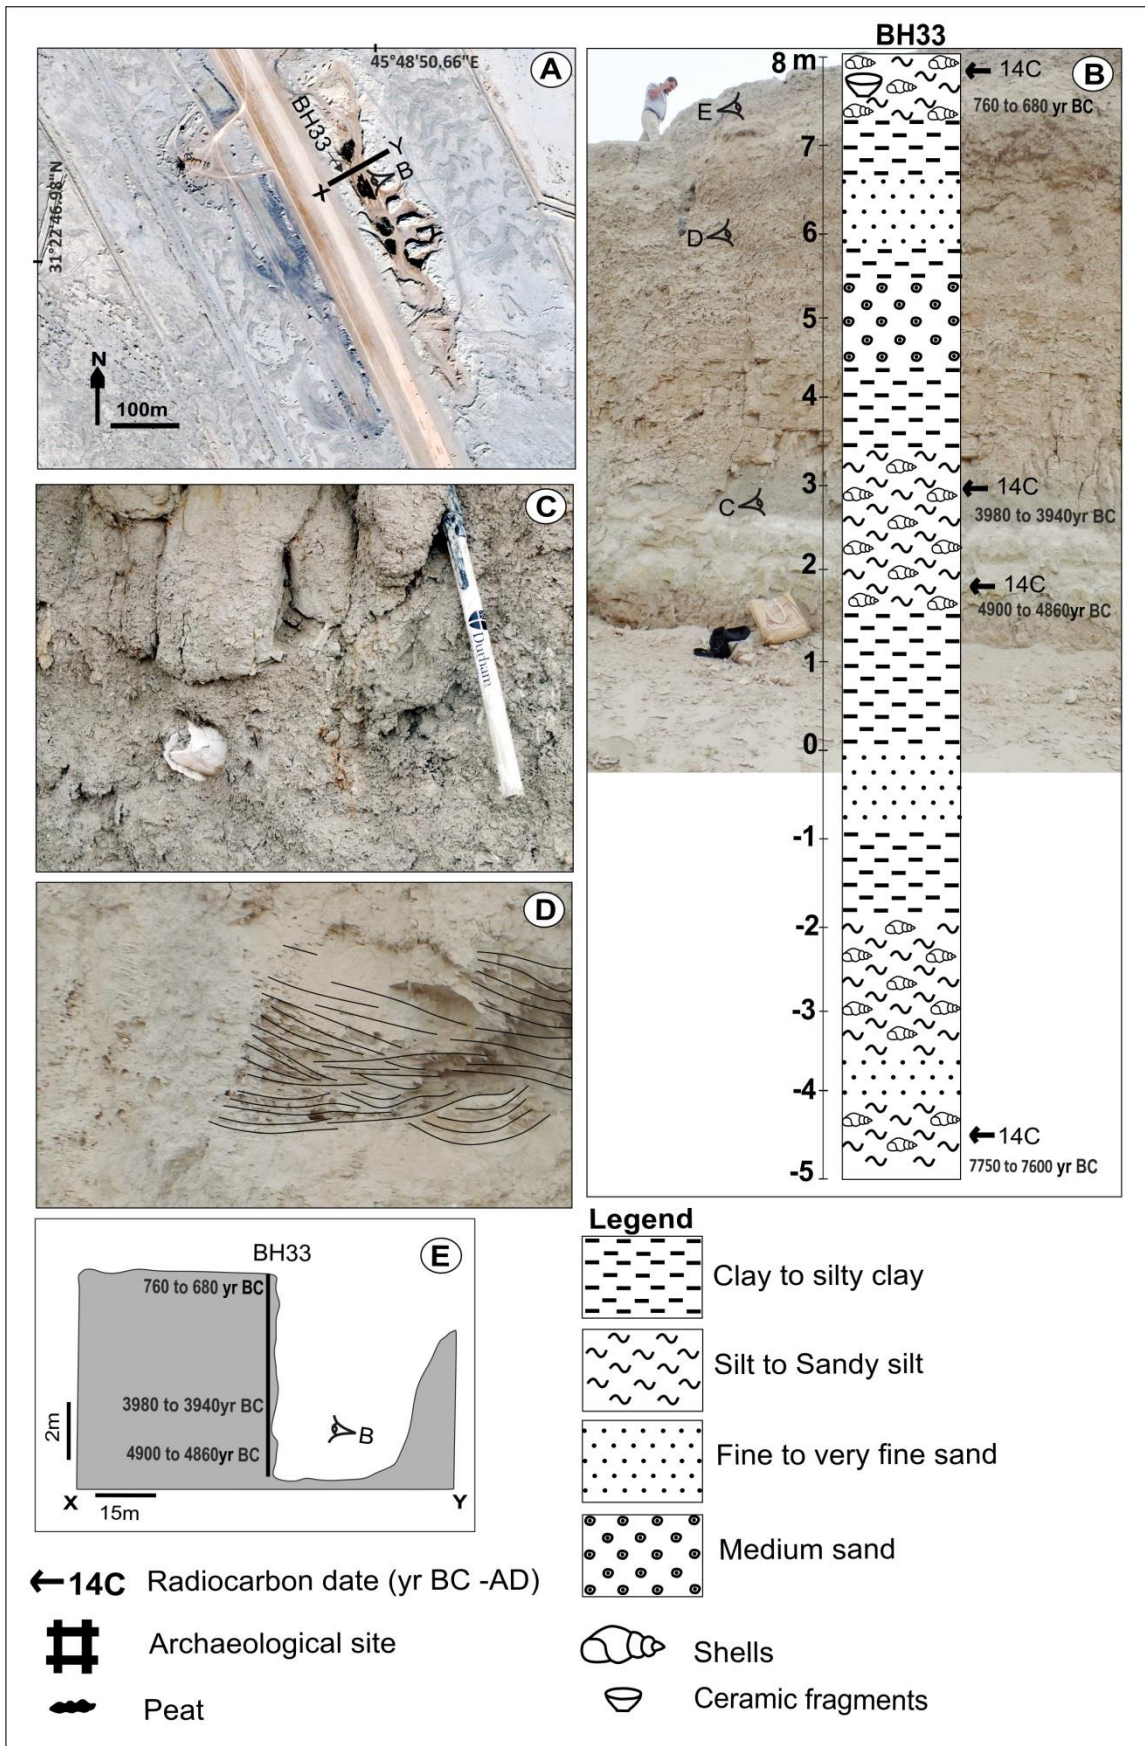 A
45°48'50.66"E
31°22'46.98"N
BH33
X
Y
B
N
100m
C
Durham
D
E
BH33
760 to 680 yr BC
3980 to 3940yr BC
4900 to 4860yr BC
B
2m
X
Y
15m
BH33
B
8 m
7
6
5
4
3
2
1
0
-1
-2
-3
-4
-5
E
D
C
14C
760 to 680 yr BC
14C
3980 to 3940yr BC
14C
4900 to 4860yr BC
14C
7750 to 7600 yr BC
Legend
Clay to silty clay
Silt to Sandy silt
Fine to very fine sand
Medium sand
14C Radiocarbon date (yr BC -AD)
Archaeological site
Peat
Shells
Ceramic fragments